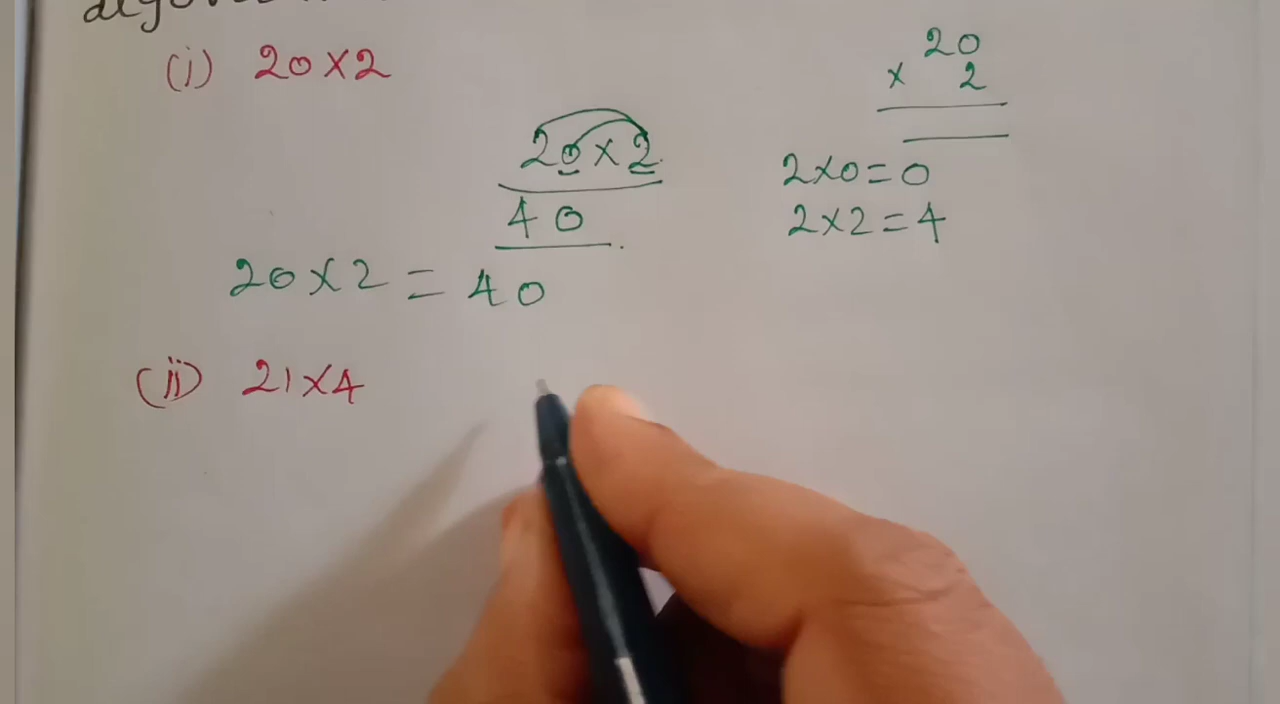 (i) 20×2
20
× 2
20×2
40
2×0=0
2×2=4
20×2 = 40
(ii) 21×4